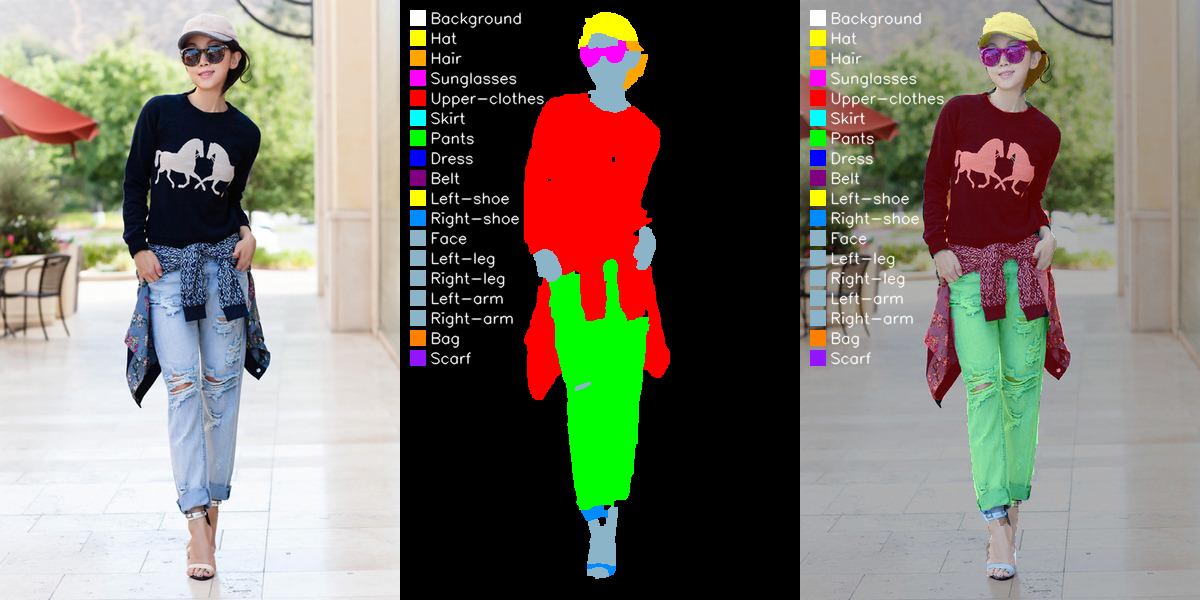 Background
Hat
Hair
Sunglasses
Upper-clothes
Skirt
Pants
Dress
Belt
Left-shoe
Right-shoe
Face
Left-leg
Right-leg
Left-arm
Right-arm
Bag
Scarf
Background
Hat
Hair
Sunglasses
Upper-clothes
Skirt
Pants
Dress
Belt
Left-shoe
Right-shoe
Face
Left-leg
Right-leg
Left-arm
Right-arm
Bag
Scarf